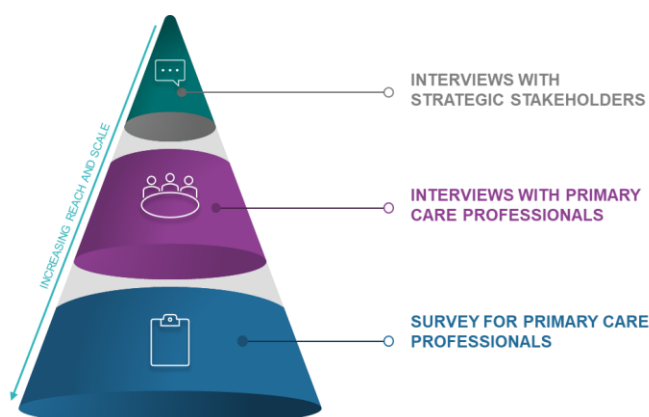 INTERVIEWS WITH
STRATEGIC STAKEHOLDERS
INCREASING REACH AND SCALE
INTERVIEWS WITH PRIMARY
CARE PROFESSIONALS
SURVEY FOR PRIMARY CARE
PROFESSIONALS